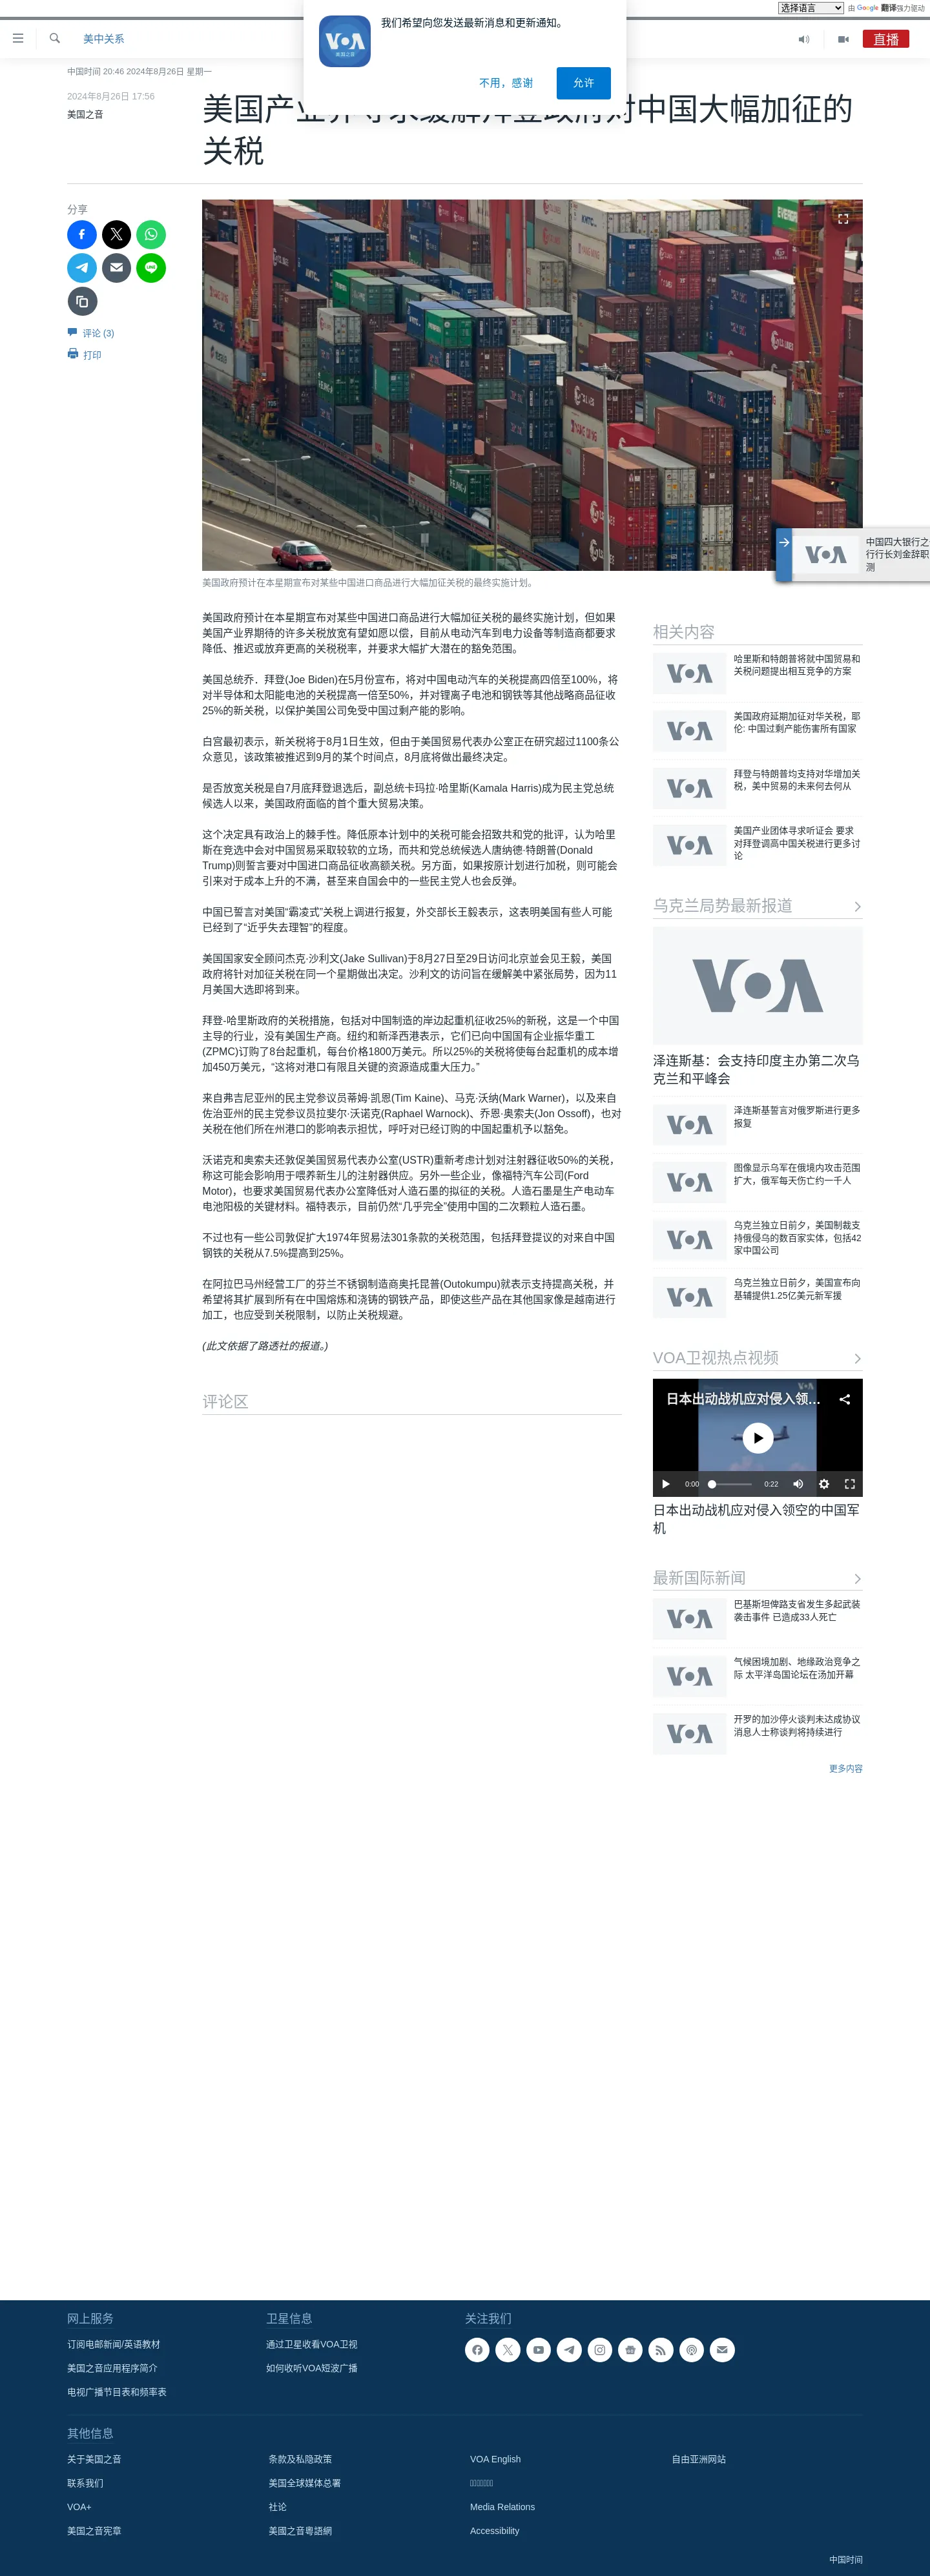 选择语言 由 Google 翻译强力驱动
我们希望向您发送最新消息和更新通知。
VOA
美国之音
不用，感谢
允许
美中关系
直播
中国时间 20:46 2024年8月26日 星期一
2024年8月26日 17:56
美国之音
美国产业界寻求缓解拜登政府对中国大幅加征的
关税
分享
评论 (3)
打印
美国政府预计在本星期宣布对某些中国进口商品进行大幅加征关税的最终实施计划。
中国四大银行之
行行长刘金辞职
测
美国政府预计在本星期宣布对某些中国进口商品进行大幅加征关税的最终实施计划，但如果
美国产业界期待的许多关税放宽有望如愿以偿，目前从电动汽车到电力设备等制造商都要求
降低、推迟或放弃更高的关税税率，并要求大幅扩大潜在的豁免范围。
美国总统乔．拜登(Joe Biden)在5月份宣布，将对中国电动汽车的关税提高四倍至100%，将
对半导体和太阳能电池的关税提高一倍至50%，并对锂离子电池和钢铁等其他战略商品征收
25%的新关税，以保护美国公司免受中国过剩产能的影响。
白宫最初表示，新关税将于8月1日生效，但由于美国贸易代表办公室正在研究超过1100条公
众意见，该政策被推迟到9月的某个时间点，8月底将做出最终决定。
是否放宽关税是自7月底拜登退选后，副总统卡玛拉·哈里斯(Kamala Harris)成为民主党总统
候选人以来，美国政府面临的首个重大贸易决策。
这个决定具有政治上的棘手性。降低原本计划中的关税可能会招致共和党的批评，认为哈里
斯在竞选中会对中国贸易采取较软的立场，而共和党总统候选人唐纳德·特朗普(Donald
Trump)则誓言要对中国进口商品征收高额关税。另方面，如果按原计划进行加税，则可能会
引来对于成本上升的不满，甚至来自国会中的一些民主党人也会反弹。
中国已誓言对美国“霸凌式”关税上调进行报复，外交部长王毅表示，这表明美国有些人可能
已经到了“近乎失去理智”的程度。
美国国家安全顾问杰克·沙利文(Jake Sullivan)于8月27日至29日访问北京並会见王毅，美国
政府将针对加征关税在同一个星期做出决定。沙利文的访问旨在缓解美中紧张局势，因为11
月美国大选即将到来。
拜登-哈里斯政府的关税措施，包括对中国制造的岸边起重机征收25%的新税，这是一个中国
主导的行业，没有美国生产商。纽约和新泽西港表示，它们已向中国国有企业振华重工
(ZPMC)订购了8台起重机，每台价格1800万美元。所以25%的关税将使每台起重机的成本增
加450万美元，“这将对港口有限且关键的资源造成重大压力。”
来自弗吉尼亚州的民主党参议员蒂姆·凯恩(Tim Kaine)、马克·沃纳(Mark Warner)，以及来自
佐治亚州的民主党参议员拉斐尔·沃诺克(Raphael Warnock)、乔恩·奥索夫(Jon Ossoff)，也对
关税在他们所在州港口的影响表示担忧，呼吁对已经订购的中国起重机予以豁免。
沃诺克和奥索夫还敦促美国贸易代表办公室(USTR)重新考虑计划对注射器征收50%的关税，
称这可能会影响用于喂养新生儿的注射器供应。另外一些企业，像福特汽车公司(Ford
Motor)，也要求美国贸易代表办公室降低对人造石墨的拟征的关税。人造石墨是生产电动车
电池阳极的关键材料。福特表示，目前仍然“几乎完全”使用中国的二次颗粒人造石墨。
不过也有一些公司敦促扩大1974年贸易法301条款的关税范围，包括拜登提议的对来自中国
钢铁的关税从7.5%提高到25%。
在阿拉巴马州经营工厂的芬兰不锈钢制造商奥托昆普(Outokumpu)就表示支持提高关税，并
希望将其扩展到所有在中国熔炼和浇铸的钢铁产品，即使这些产品在其他国家像是越南进行
加工，也应受到关税限制，以防止关税规避。
(此文依据了路透社的报道。)
评论区
相关内容
哈里斯和特朗普将就中国贸易和
关税问题提出相互竞争的方案
美国政府延期加征对华关税，耶
伦: 中国过剩产能伤害所有国家
拜登与特朗普均支持对华增加关
税，美中贸易的未来何去何从
美国产业团体寻求听证会 要求
对拜登调高中国关税进行更多讨
论
乌克兰局势最新报道
泽连斯基：会支持印度主办第二次乌
克兰和平峰会
泽连斯基誓言对俄罗斯进行更多
报复
图像显示乌军在俄境内攻击范围
扩大，俄军每天伤亡约一千人
乌克兰独立日前夕，美国制裁支
持俄侵乌的数百家实体，包括42
家中国公司
乌克兰独立日前夕，美国宣布向
基辅提供1.25亿美元新军援
VOA卫视热点视频
日本出动战机应对侵入领...
0:00 0:22
日本出动战机应对侵入领空的中国军
机
最新国际新闻
巴基斯坦俾路支省发生多起武装
袭击事件 已造成33人死亡
气候困境加剧、地缘政治竞争之
际 太平洋岛国论坛在汤加开幕
开罗的加沙停火谈判未达成协议
消息人士称谈判将持续进行
更多内容
网上服务
订阅电邮新闻/英语教材
美国之音应用程序简介
电视广播节目表和频率表
卫星信息
通过卫星收看VOA卫视
如何收听VOA短波广播
关注我们
其他信息
关于美国之音
联系我们
VOA+
美国之音宪章
条款及私隐政策
美国全球媒体总署
社论
美國之音粵語網
VOA English
Media Relations
Accessibility
自由亚洲网站
中国时间